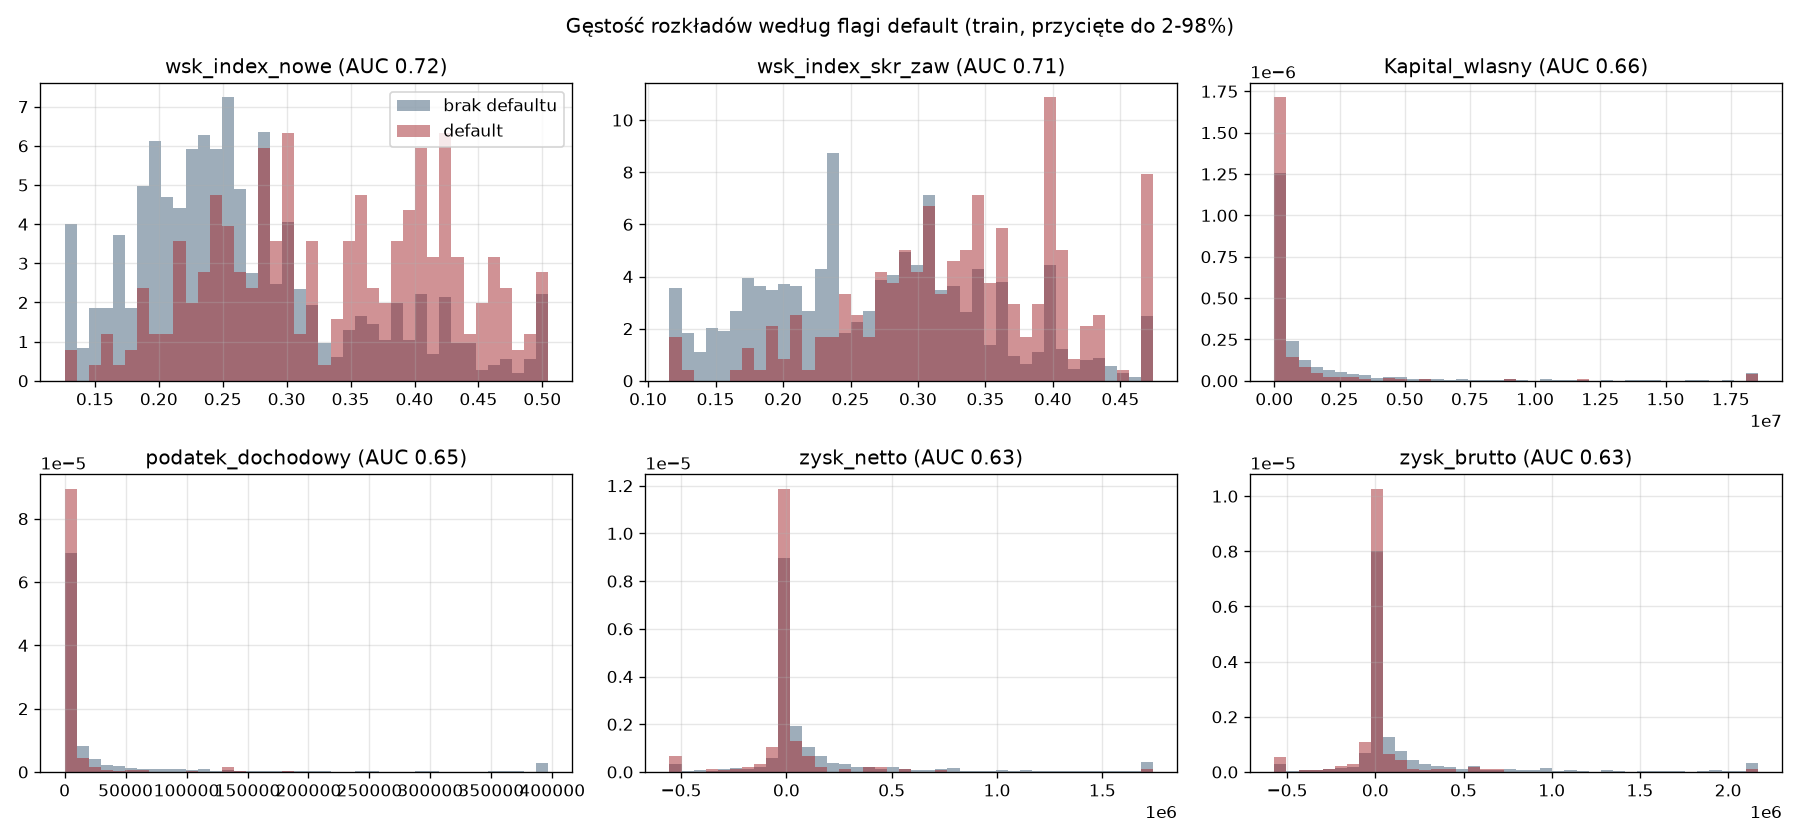 Gęstość rozkładów według flagi default (train, przycięte do 2-98%)
wsk_index_nowe (AUC 0.72)
brak defaultu
default
7
6
5
4
3
2
1
0
0.15 0.20 0.25 0.30 0.35 0.40 0.45 0.50
wsk_index_skr_zaw (AUC 0.71)
10
8
6
4
2
0
0.10 0.15 0.20 0.25 0.30 0.35 0.40 0.45
Kapital_wlasny (AUC 0.66)
1e−6
1.75
1.50
1.25
1.00
0.75
0.50
0.25
0.00
0.00 0.25 0.50 0.75 1.00 1.25 1.50 1.75
1e7
podatek_dochodowy (AUC 0.65)
1e−5
8
6
4
2
0
0 50000 100000 150000 200000 250000 300000 350000 400000
zysk_netto (AUC 0.63)
1e−5
1.2
1.0
0.8
0.6
0.4
0.2
0.0
−0.5 0.0 0.5 1.0 1.5
1e6
zysk_brutto (AUC 0.63)
1e−5
1.0
0.8
0.6
0.4
0.2
0.0
−0.5 0.0 0.5 1.0 1.5 2.0
1e6